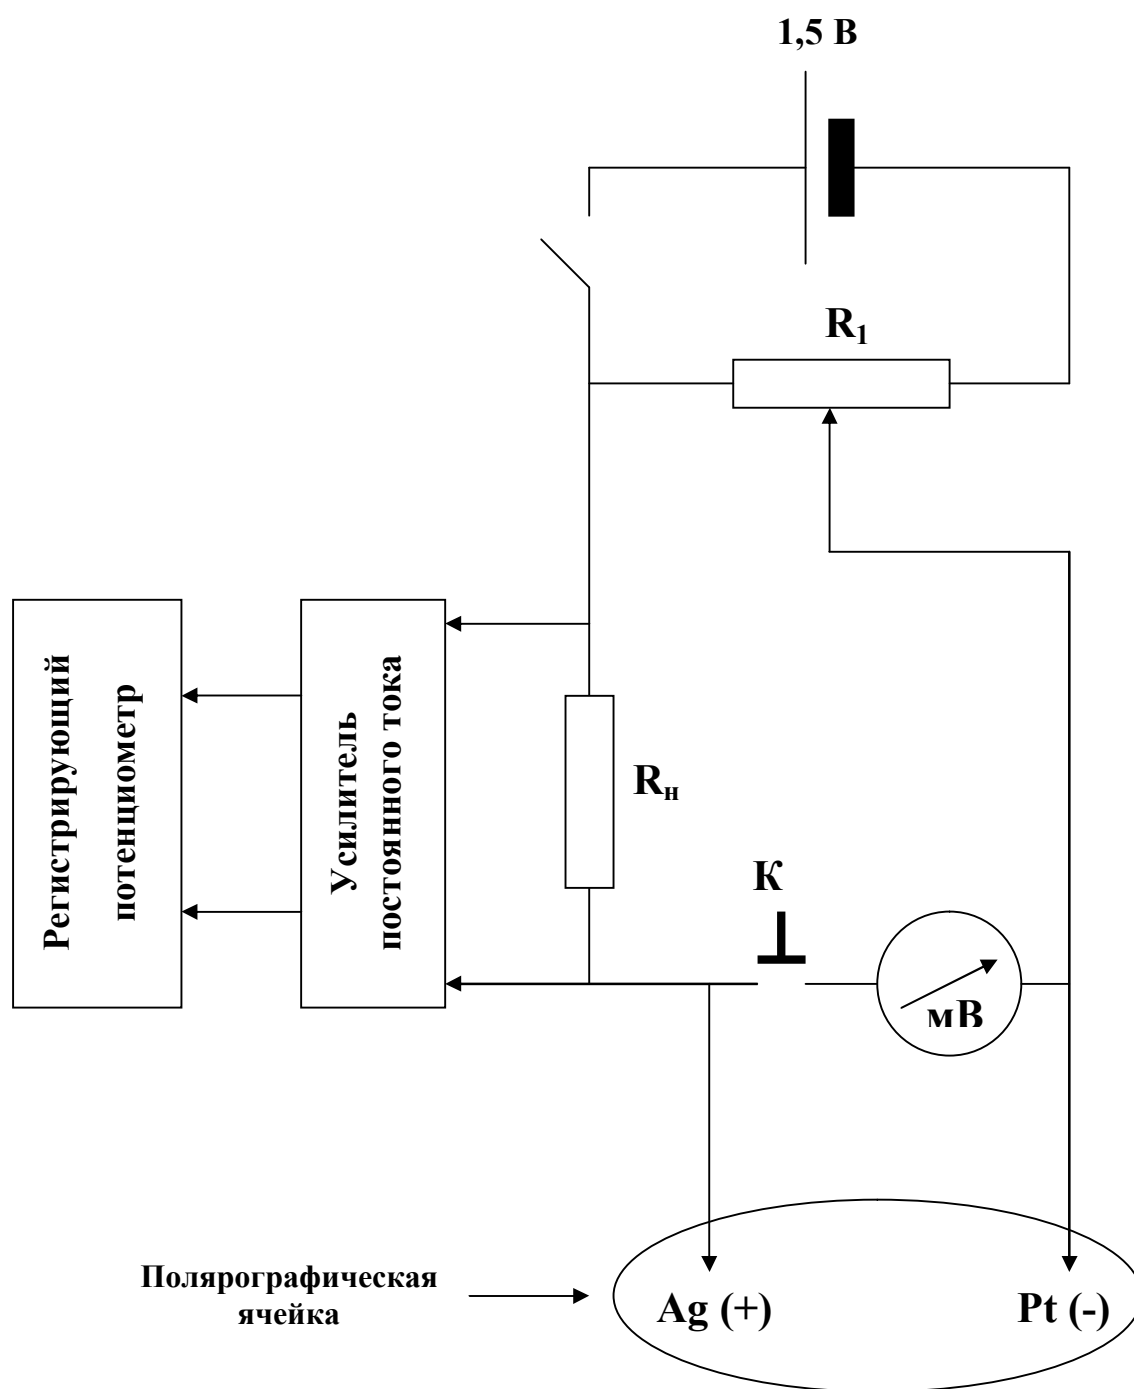 1,5 В
R₁
Регистрирующий
потенциометр
Усилитель
постоянного тока
Rн
К
мВ
Полярографическая
ячейка
Ag (+)
Pt (-)